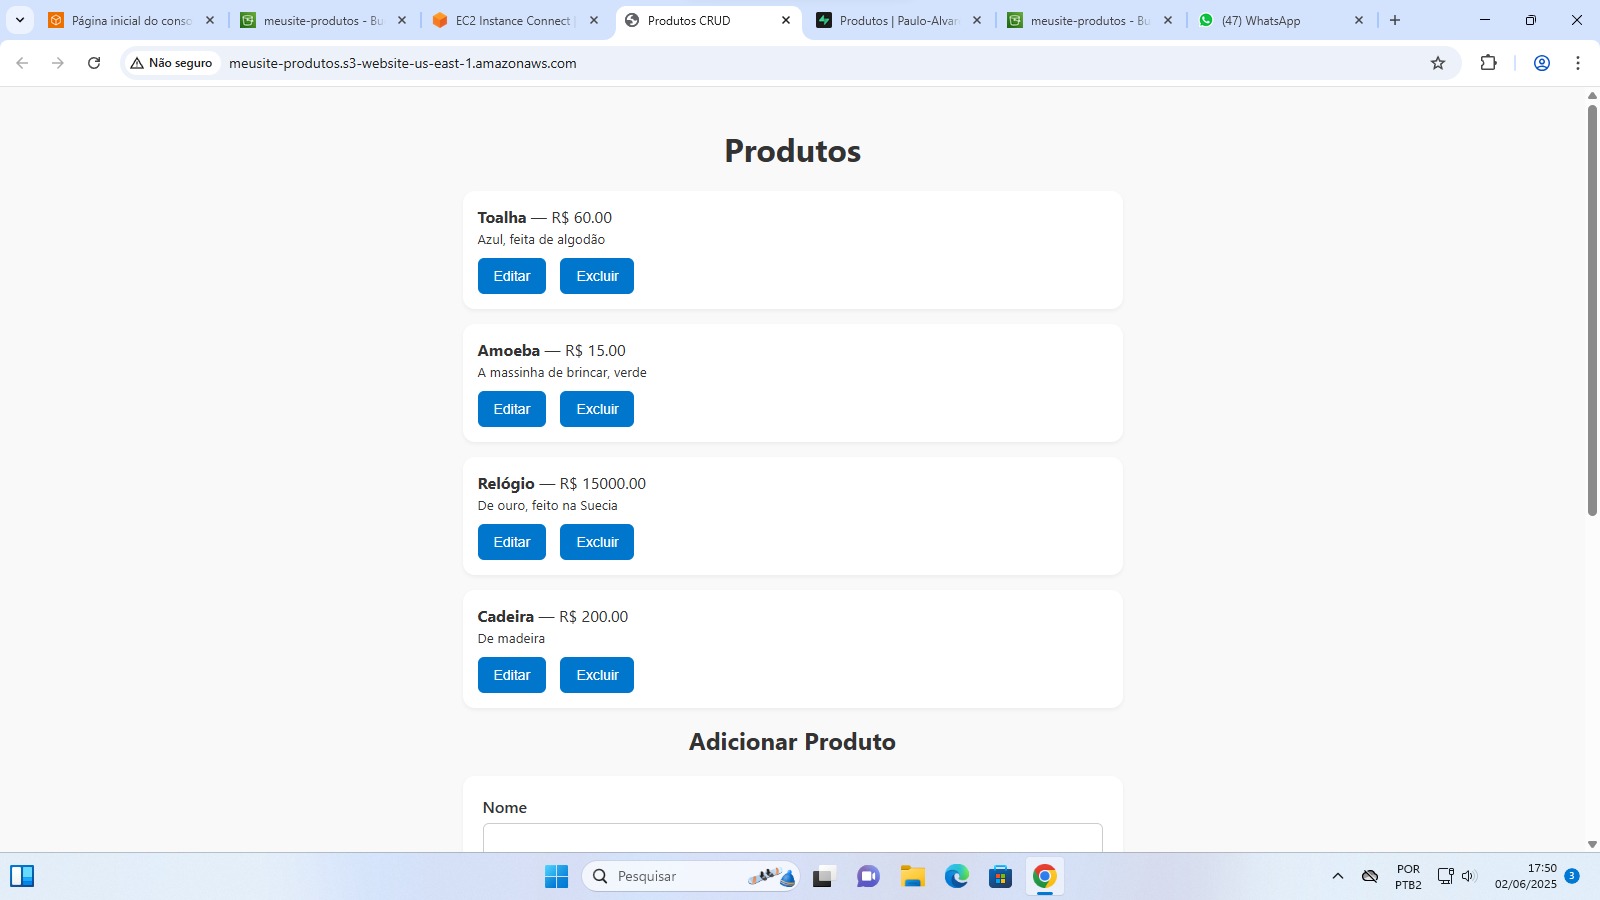 Página inicial do conso
meusite-produtos - Bu
EC2 Instance Connect
Produtos CRUD
Produtos | Paulo-Alvar
meusite-produtos - Bu
(47) WhatsApp
Não seguro
meusite-produtos.s3-website-us-east-1.amazonaws.com
Produtos
Toalha — R$ 60.00
Azul, feita de algodão
Editar Excluir
Amoeba — R$ 15.00
A massinha de brincar, verde
Editar Excluir
Relógio — R$ 15000.00
De ouro, feito na Suecia
Editar Excluir
Cadeira — R$ 200.00
De madeira
Editar Excluir
Adicionar Produto
Nome
Pesquisar
POR
PTB2
17:50
02/06/2025
3